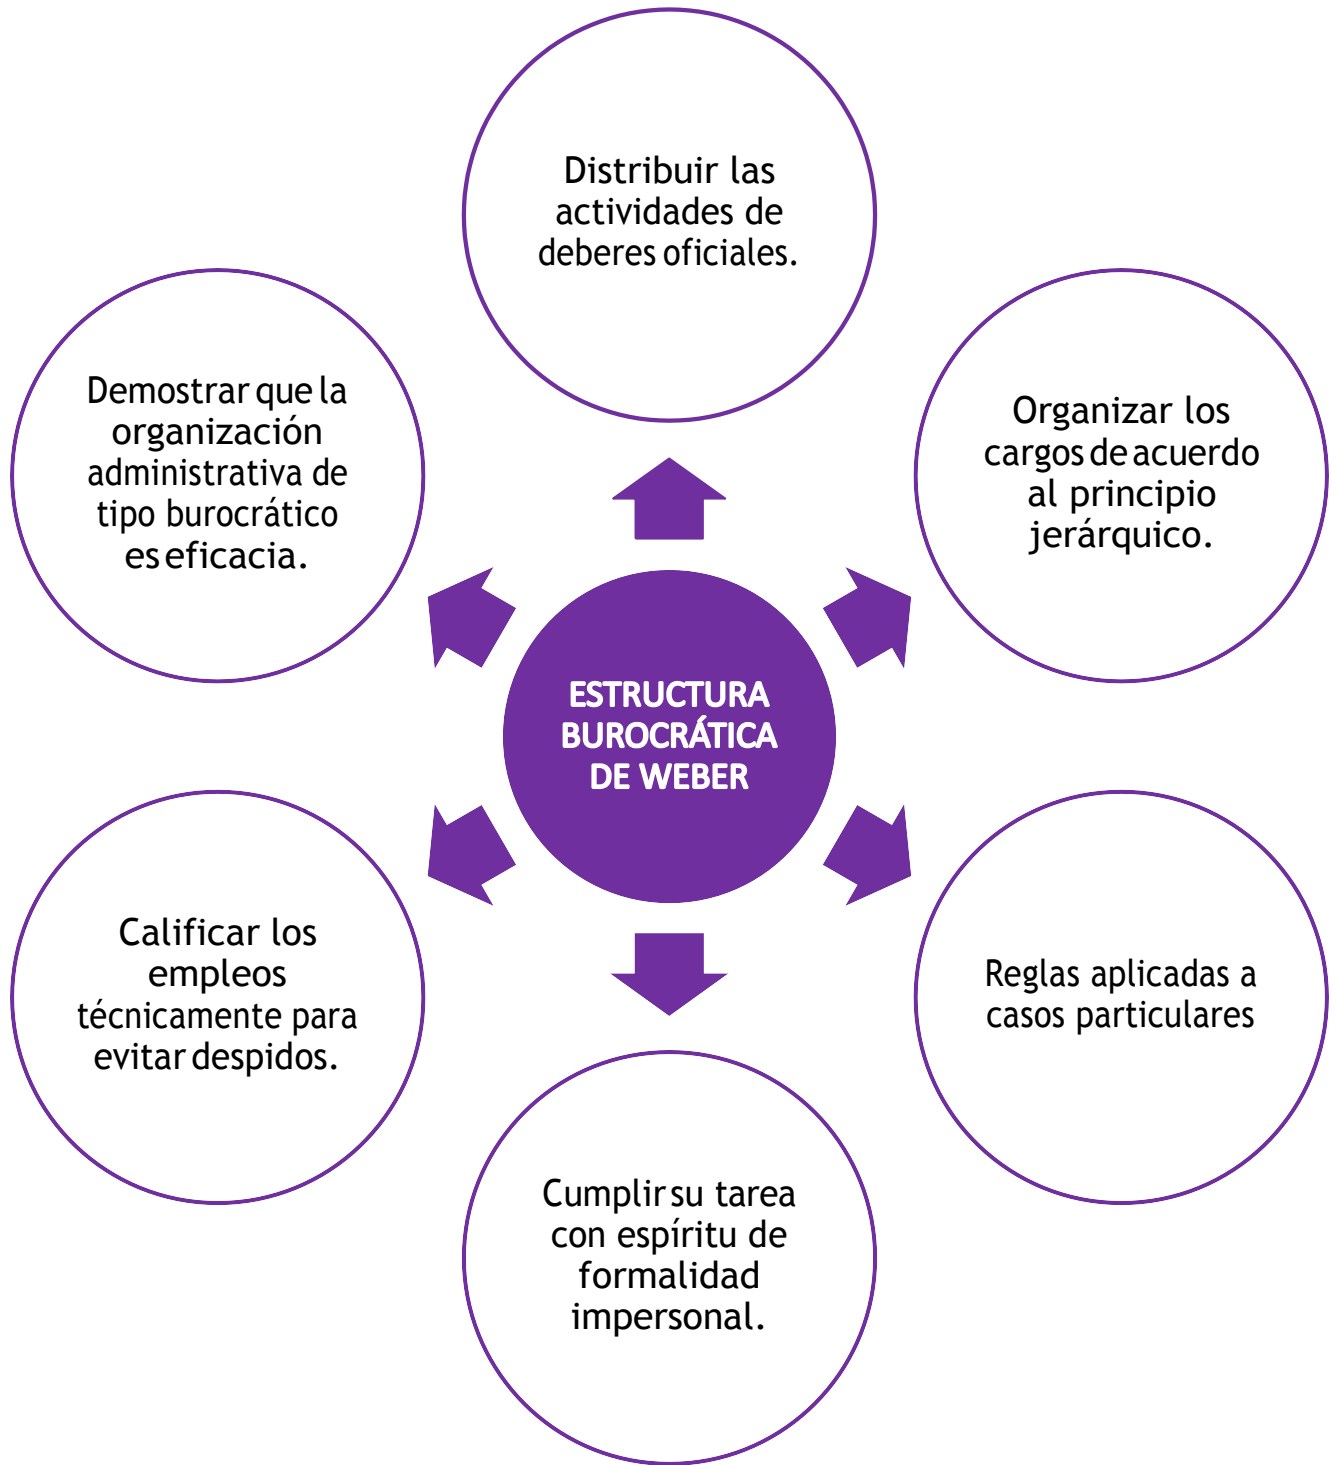 Distribuir las
actividades de
deberes oficiales.
Organizar los
cargos de acuerdo
al principio
jerárquico.
Reglas aplicadas a
casos particulares
Cumplir su tarea
con espíritu de
formalidad
impersonal.
Calificar los
empleos
técnicamente para
evitar despidos.
Demostrar que la
organización
administrativa de
tipo burocrático
es eficacia.
ESTRUCTURA
BUROCRÁTICA
DE WEBER